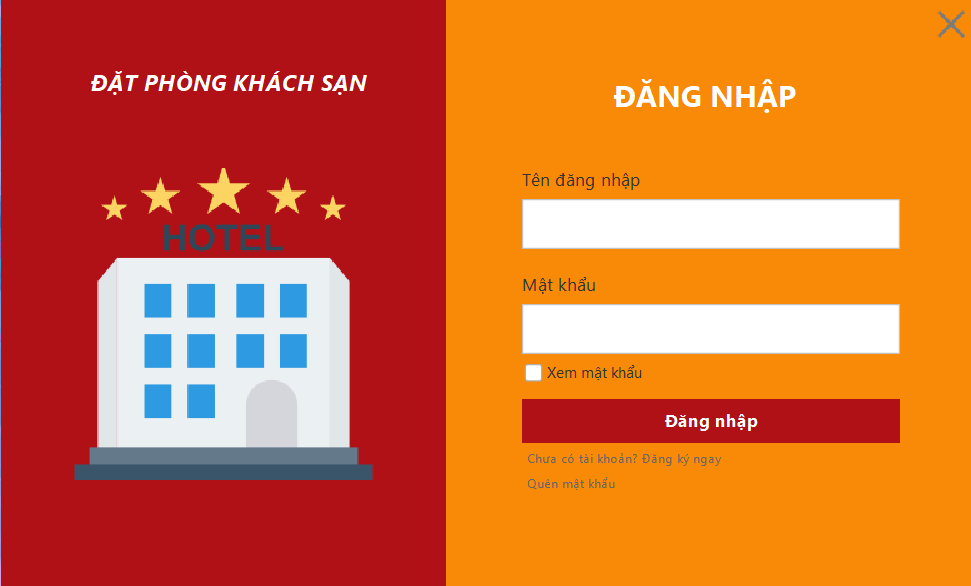 ĐẶT PHÒNG KHÁCH SẠN
HOTEL
ĐĂNG NHẬP
Tên đăng nhập
Mật khẩu
Xem mật khẩu
Đăng nhập
Chưa có tài khoản? Đăng ký ngay
Quên mật khẩu